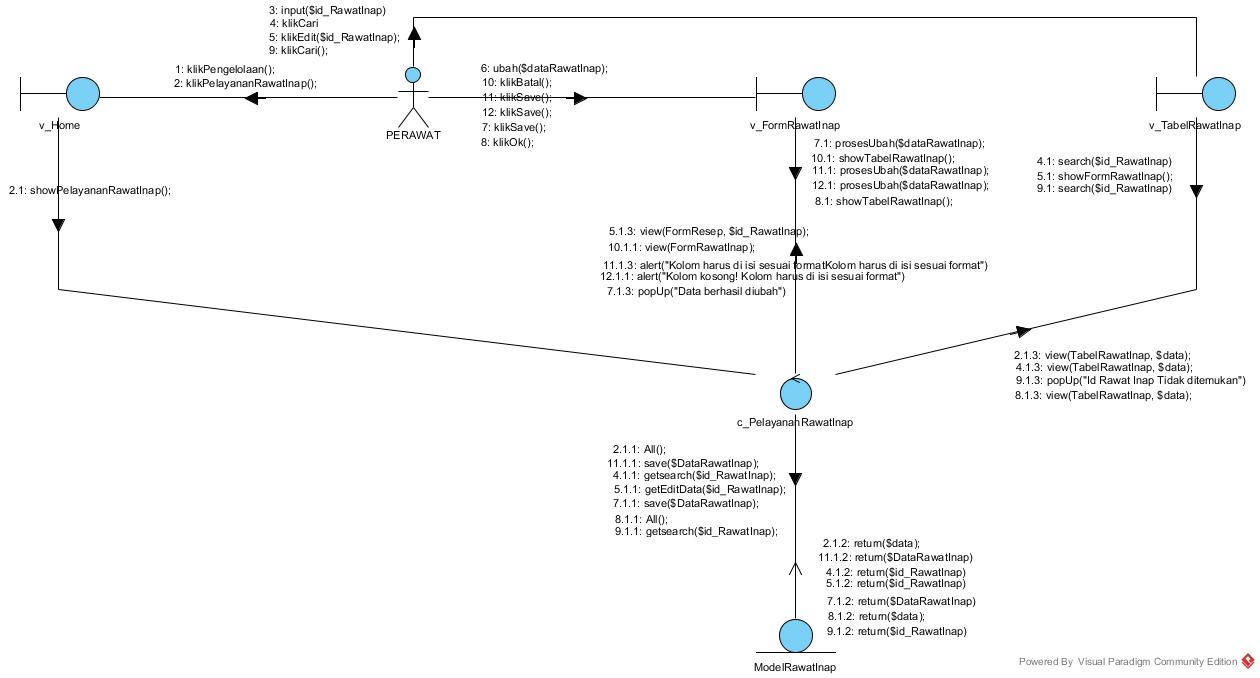 3: input($id_RawatInap)
4: klikCari
5: klikEdit($id_RawatInap);
9: klikCari();
1: klikPengelolaan();
2: klikPelayananRawatInap();
6: ubah($dataRawatInap);
10: klikBatal();
11: klikSave();
12: klikSave();
7: klikSave();
8: klikOk();
v_Home
PERAWAT
v_FormRawatInap
v_TabelRawatInap
7.1: prosesUbah($dataRawatInap);
10.1: showTabelRawatInap();
11.1: prosesUbah($dataRawatInap);
12.1: prosesUbah($dataRawatInap);
8.1: showTabelRawatInap();
4.1: search($id_RawatInap)
5.1: showFormRawatInap();
9.1: search($id_RawatInap)
2.1: showPelayananRawatInap();
5.1.3: view(FormResep, $id_RawatInap);
10.1.1: view(FormRawatInap);
11.1.3: alert("Kolom harus di isi sesuai formatKolom harus di isi sesuai format")
12.1.1: alert("Kolom kosong! Kolom harus di isi sesuai format")
7.1.3: popUp("Data berhasil diubah")
2.1.3: view(TabelRawatInap, $data);
4.1.3: view(TabelRawatInap, $data);
9.1.3: popUp("Id Rawat Inap Tidak ditemukan")
8.1.3: view(TabelRawatInap, $data);
c_PelayananRawatInap
2.1.1: All();
11.1.1: save($DataRawatInap);
4.1.1: getsearch($id_RawatInap);
5.1.1: getEditData($id_RawatInap);
7.1.1: save($DataRawatInap);
8.1.1: All();
9.1.1: getsearch($id_RawatInap);
2.1.2: return($data);
11.1.2: return($DataRawatInap)
4.1.2: return($id_RawatInap)
5.1.2: return($id_RawatInap)
7.1.2: return($DataRawatInap)
8.1.2: return($data);
9.1.2: return($id_RawatInap)
ModelRawatInap
Powered By Visual Paradigm Community Edition